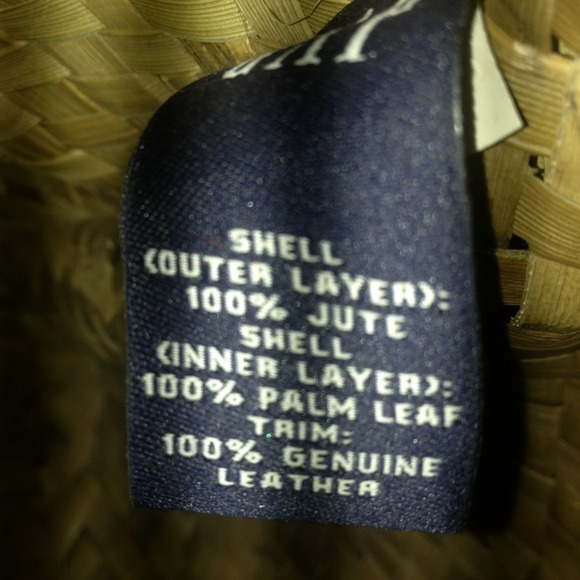 SHELL
(OUTER LAYER):
100% JUTE
SHELL
(INNER LAYER):
100% PALM LEAF
TRIM:
100% GENUINE
LEATHER